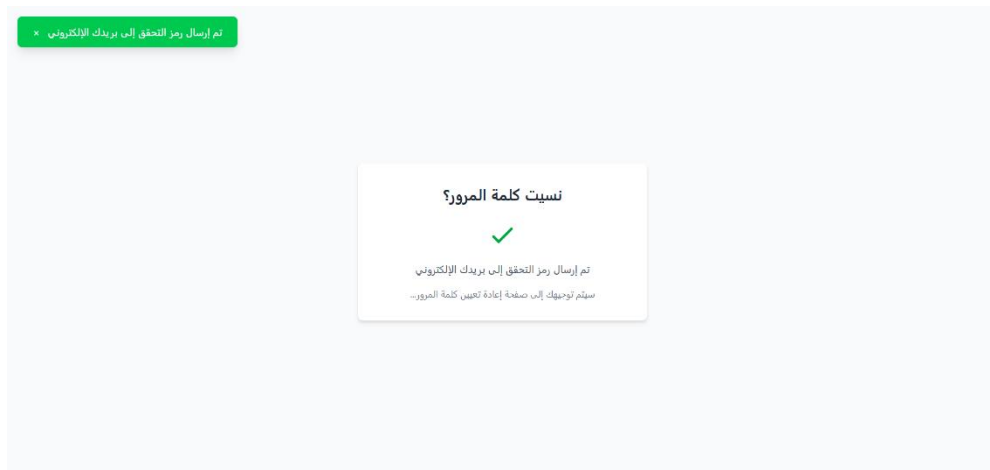 تم إرسال رمز التحقق إلى بريدك الإلكتروني ×
نسيت كلمة المرور؟
تم إرسال رمز التحقق إلى بريدك الإلكتروني
سيتم توجيهك إلى صفحة إعادة تعيين كلمة المرور...